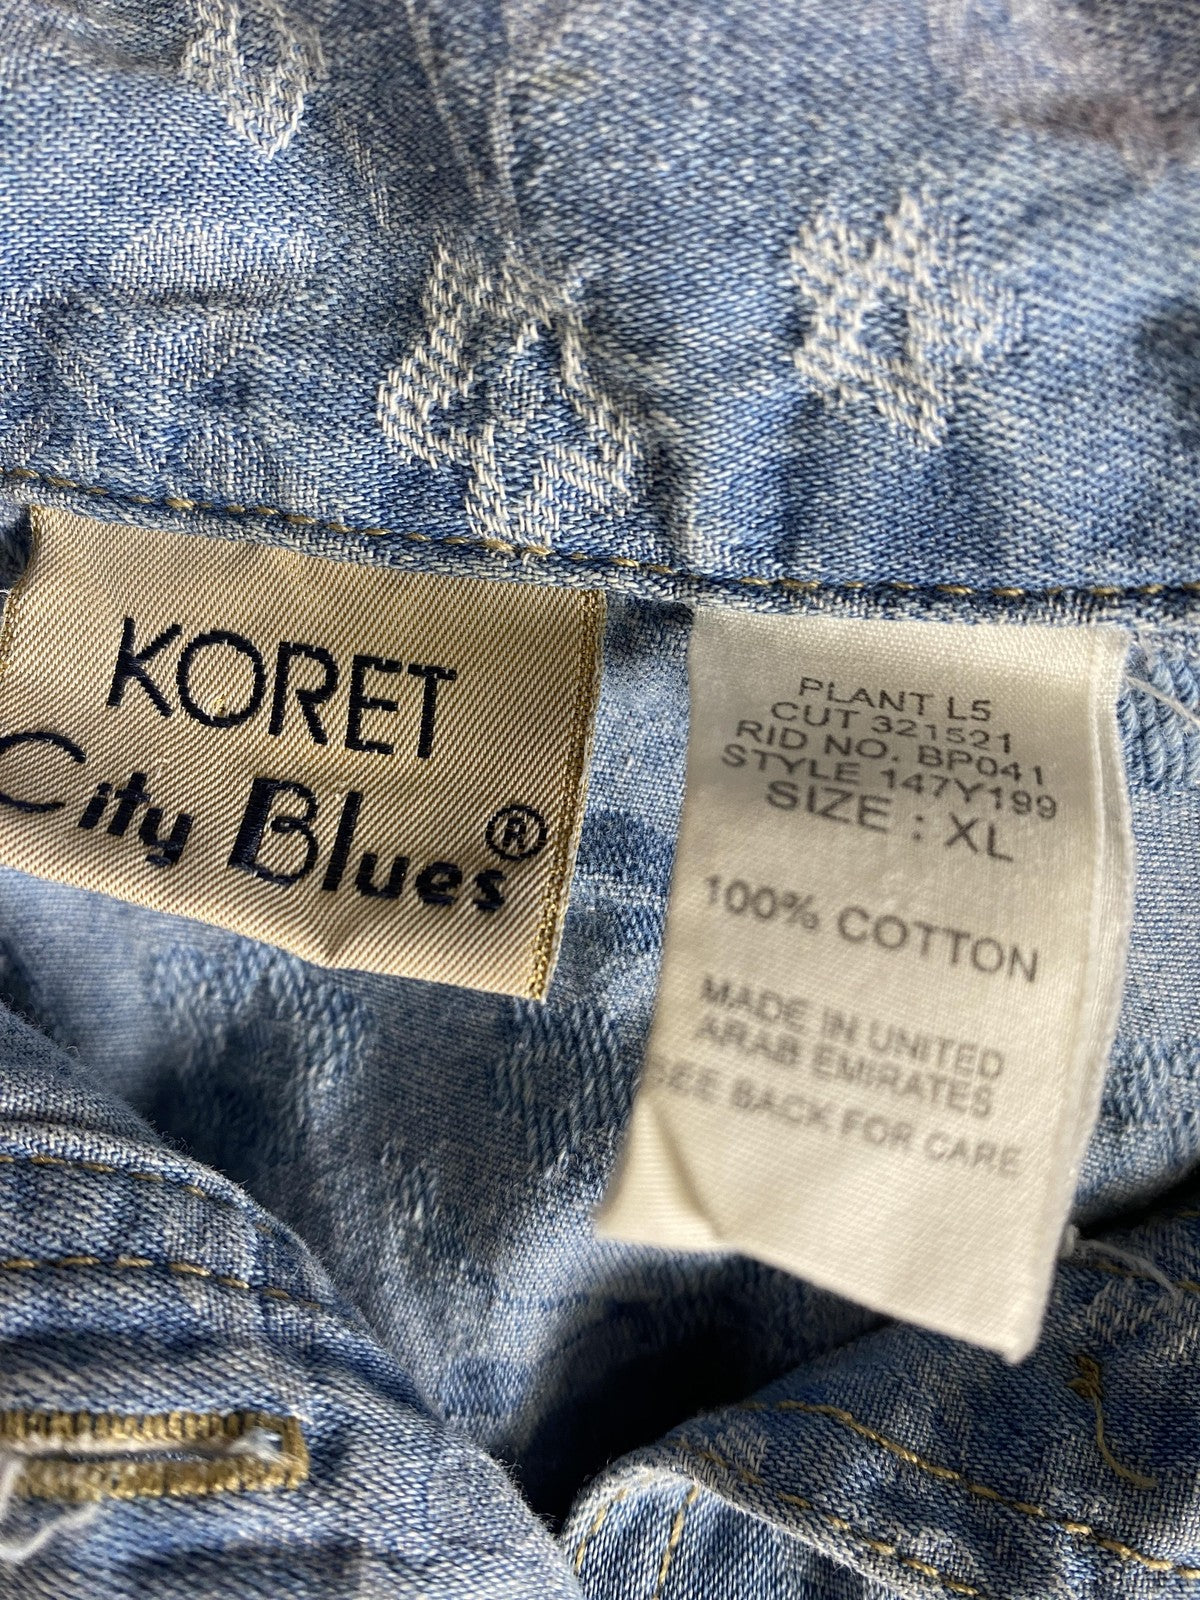 KORET
City Blues®
PLANT L5
CUT 321521
RID NO. BP041
STYLE 147Y199
SIZE : XL
100% COTTON
MADE IN UNITED
ARAB EMIRATES
SEE BACK FOR CARE